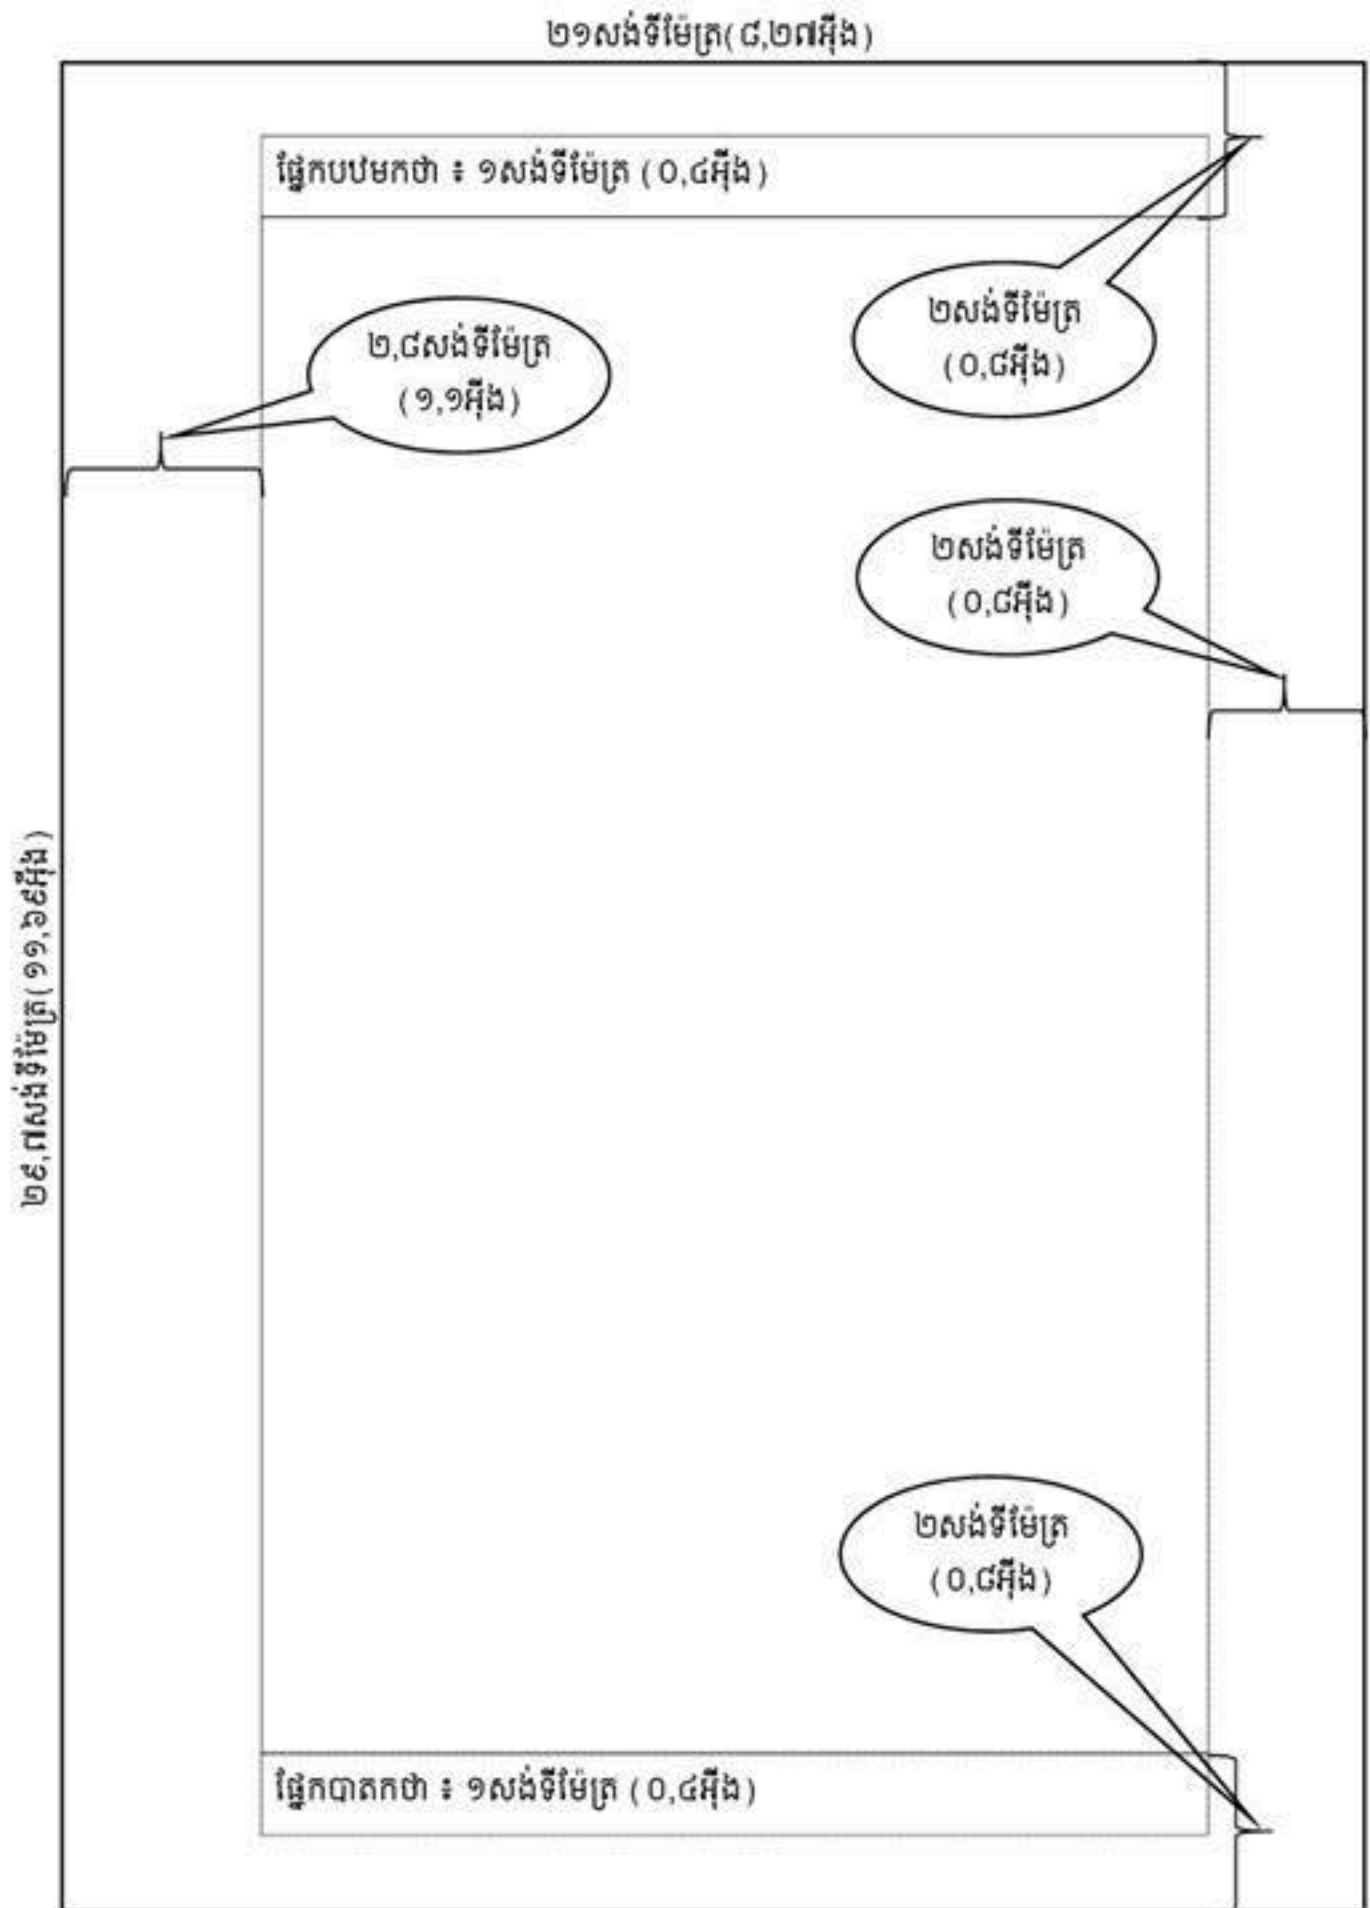 ២១សង់ទីម៉ែត្រ(៨,២៧អ៊ីង)
ផ្នែកបឋមកថា ៖ ១សង់ទីម៉ែត្រ (០,៤អ៊ីង)
២សង់ទីម៉ែត្រ
(០,៨អ៊ីង)
២,៨សង់ទីម៉ែត្រ
(១,១អ៊ីង)
២សង់ទីម៉ែត្រ
(០,៨អ៊ីង)
២៩,៧សង់ទីម៉ែត្រ(១១,៦៩អ៊ីង)
២សង់ទីម៉ែត្រ
(០,៨អ៊ីង)
ផ្នែកបាតកថា ៖ ១សង់ទីម៉ែត្រ (០,៤អ៊ីង)